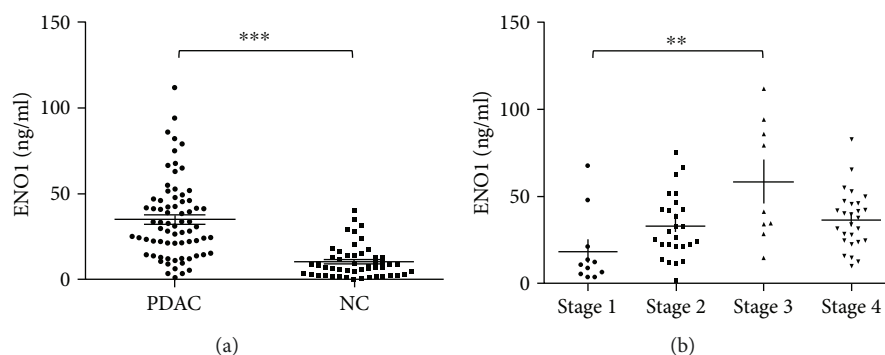 150
100
50
0
ENO1 (ng/ml)
***
PDAC
NC
(a)
150
100
50
0
ENO1 (ng/ml)
**
Stage 1
Stage 2
Stage 3
Stage 4
(b)